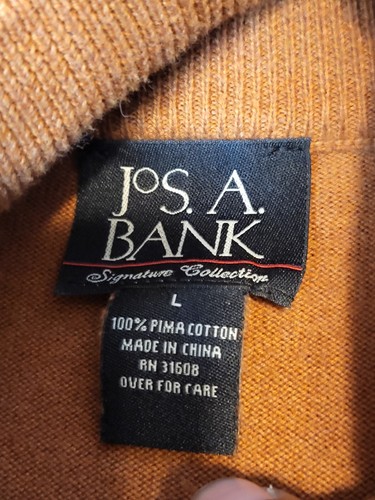 JOS. A.
BANK
Signature Collection
L
100% PIMA COTTON
MADE IN CHINA
RN 31608
OVER FOR CARE